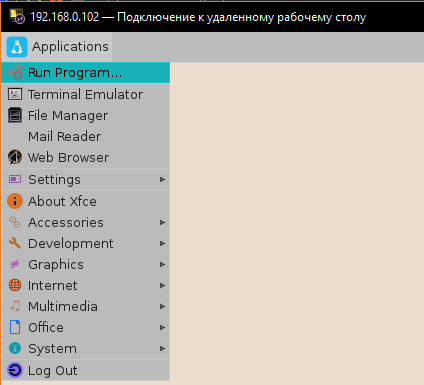 192.168.0.102 — Подключение к удаленному рабочему столу
Applications
Run Program...
Terminal Emulator
File Manager
Mail Reader
Web Browser
Settings
About Xfce
Accessories
Development
Graphics
Internet
Multimedia
Office
System
Log Out